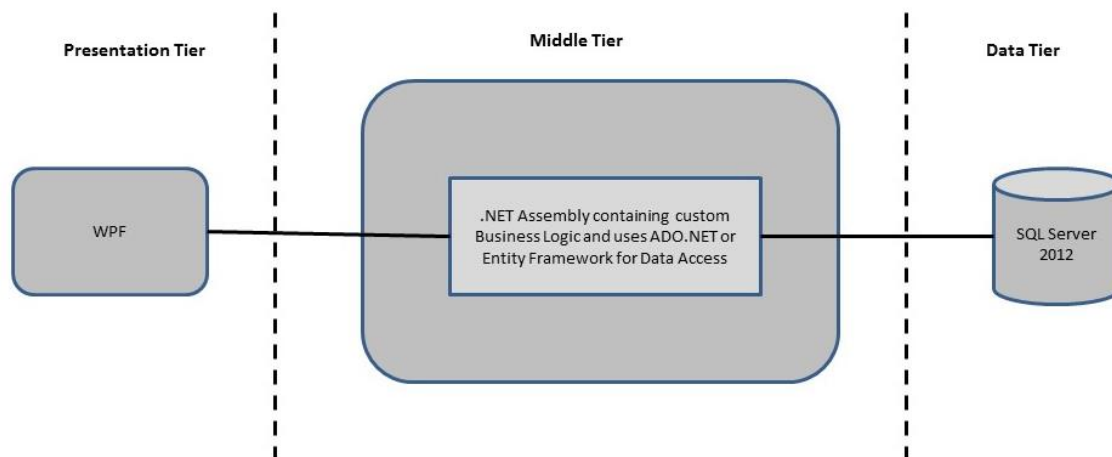 Presentation Tier
Middle Tier
Data Tier
WPF
.NET Assembly containing custom
Business Logic and uses ADO.NET or
Entity Framework for Data Access
SQL Server
2012